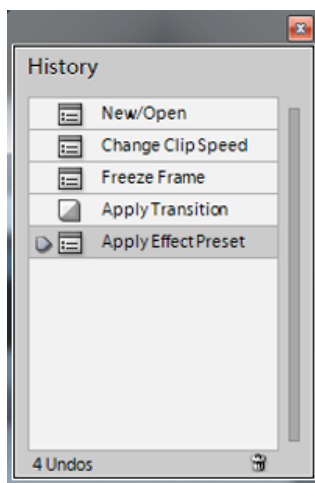 History
New/Open
Change Clip Speed
Freeze Frame
Apply Transition
Apply Effect Preset
4 Undos